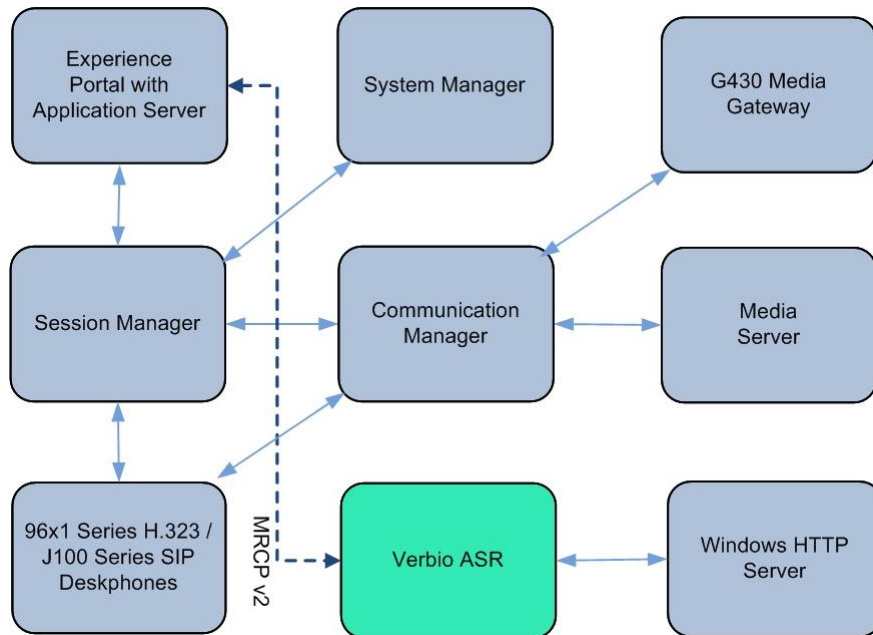 Experience
Portal with
Application Server
System Manager
G430 Media
Gateway
Session Manager
Communication
Manager
Media
Server
96x1 Series H.323 /
J100 Series SIP
Deskphones
MRCP v2
Verbio ASR
Windows HTTP
Server